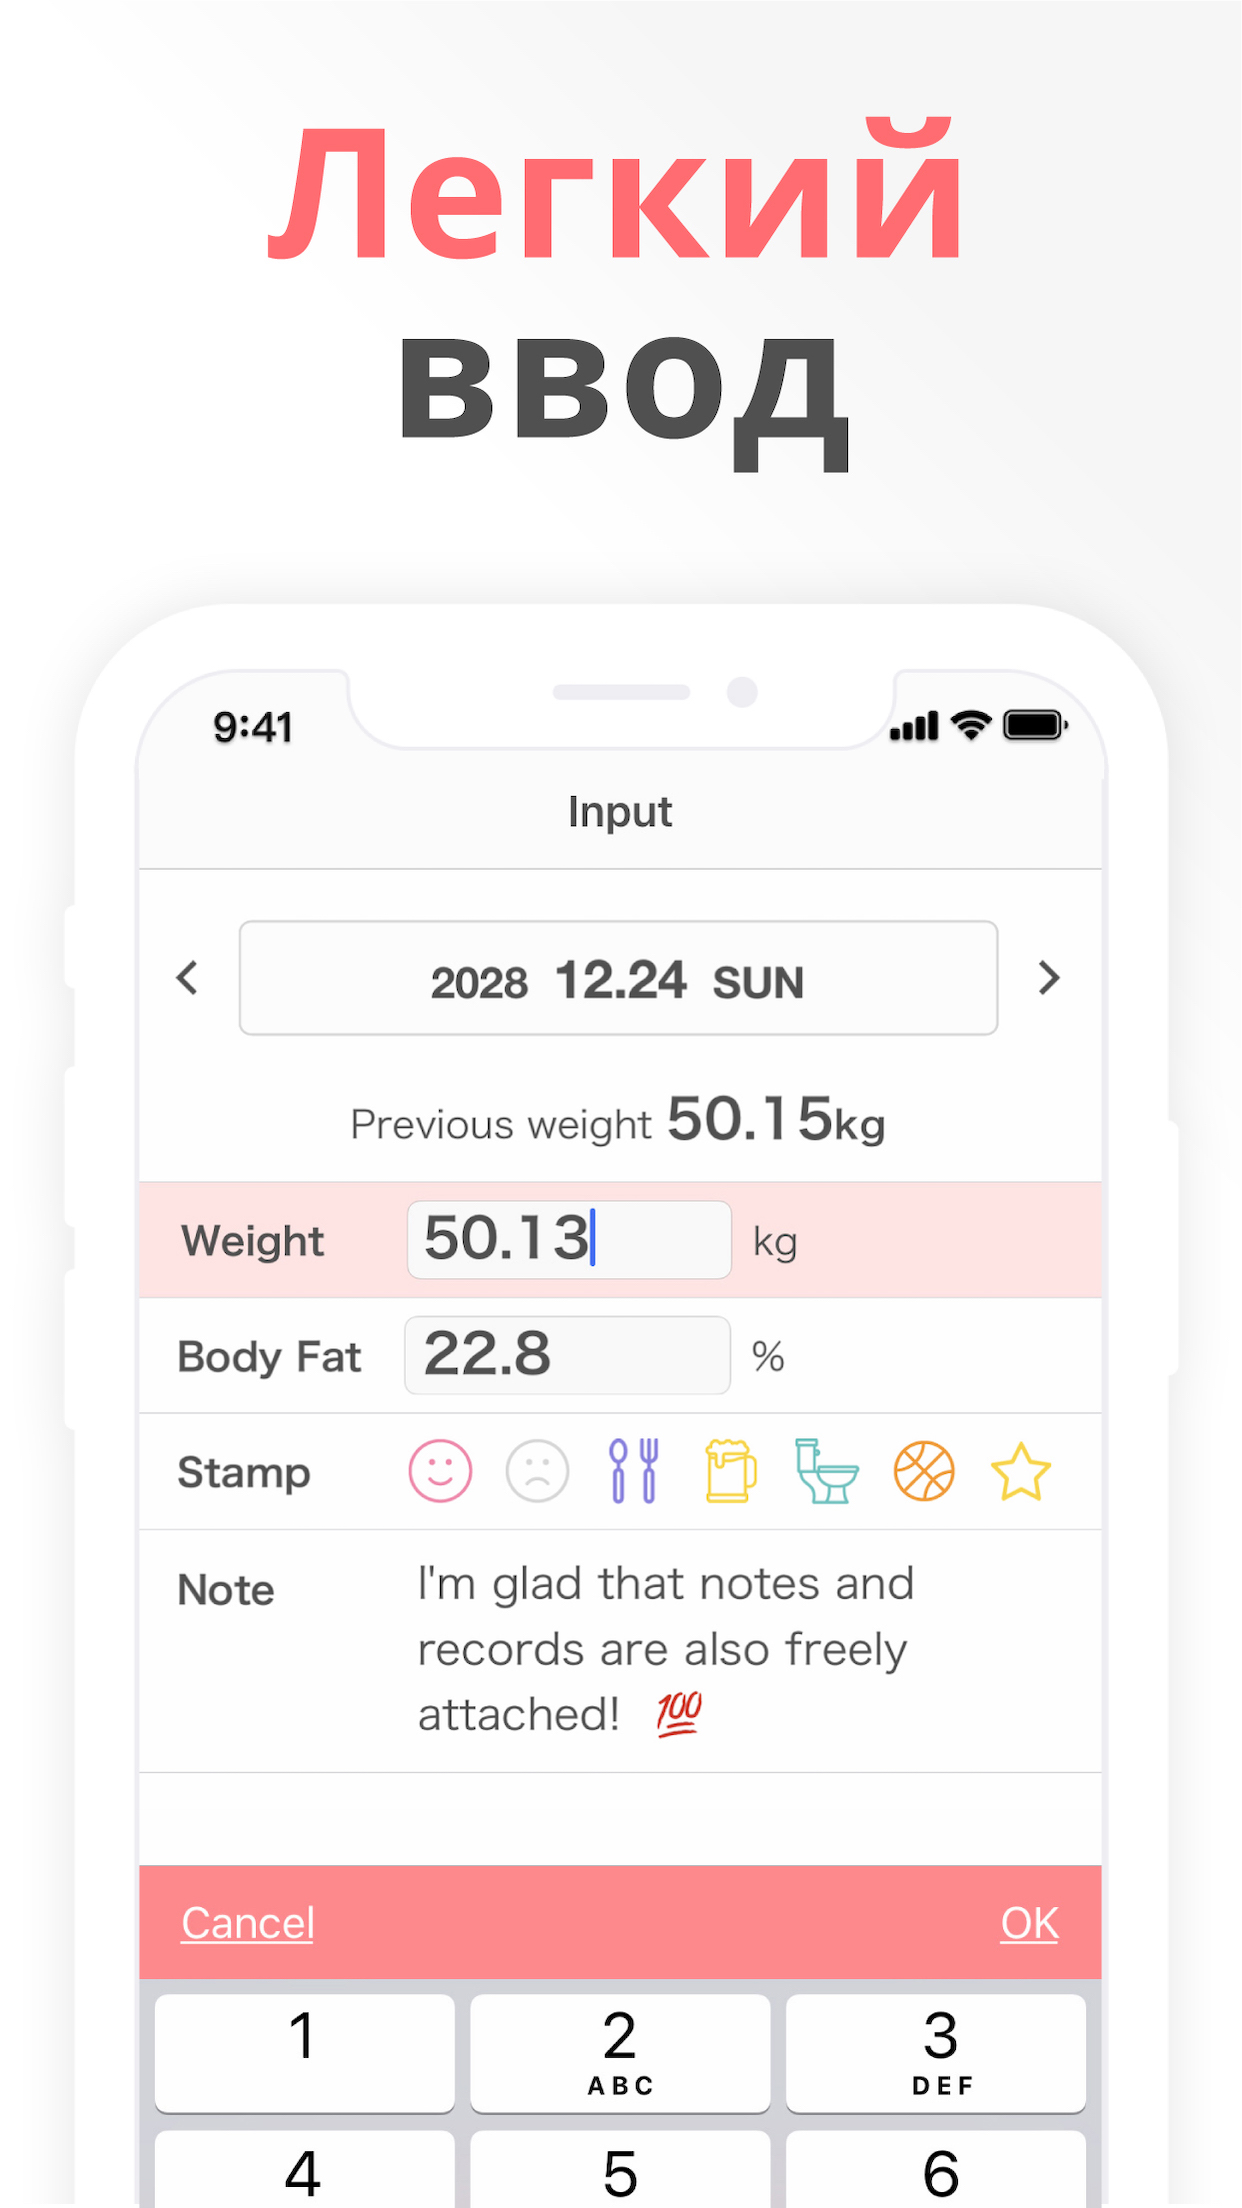 Легкий
ввод
9:41
Input
2028 12.24 SUN
Previous weight 50.15kg
Weight 50.13 kg
Body Fat 22.8 %
Stamp
Note I'm glad that notes and
records are also freely
attached! 💯
Cancel OK
1 2 3
ABC DEF
4 5 6